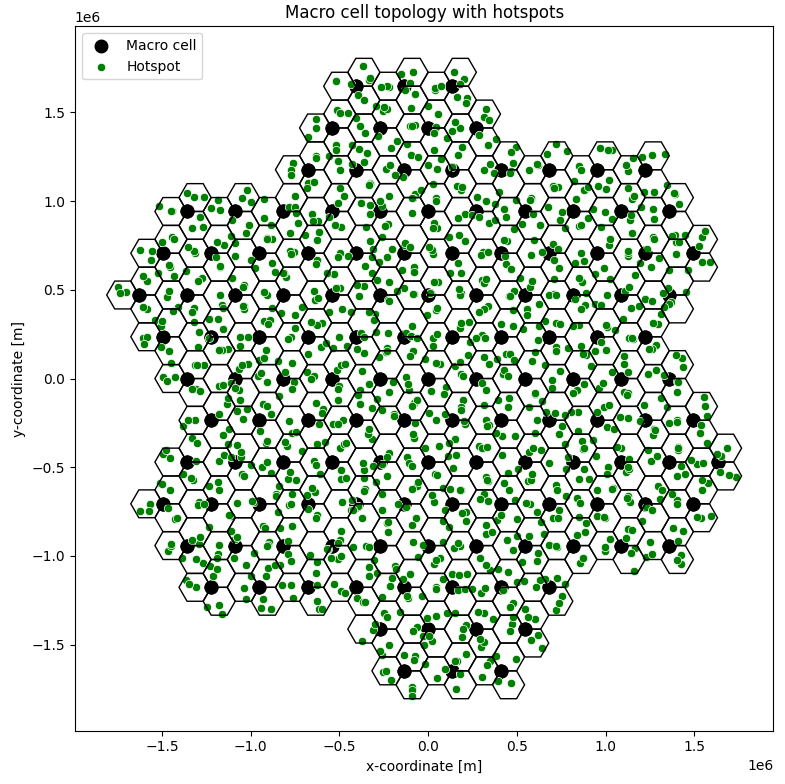 Macro cell topology with hotspots
1e6
Macro cell
Hotspot
1.5
1.0
0.5
0.0
−0.5
−1.0
−1.5
y-coordinate [m]
−1.5 −1.0 −0.5 0.0 0.5 1.0 1.5
x-coordinate [m]
1e6